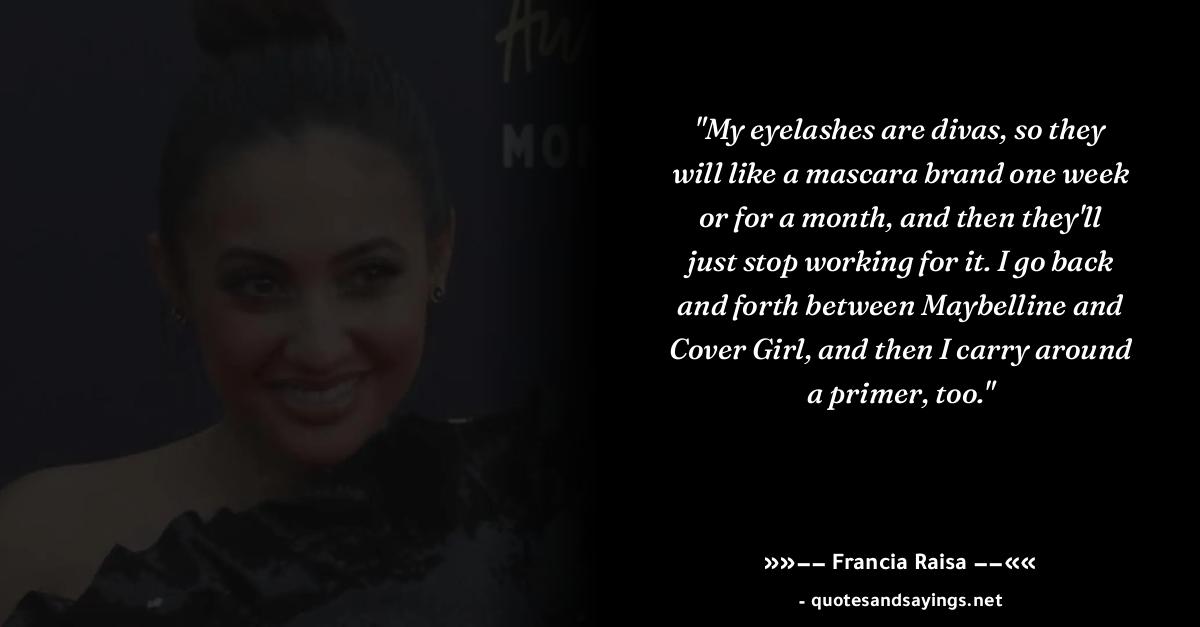 Aw
MON
"My eyelashes are divas, so they
will like a mascara brand one week
or for a month, and then they'll
just stop working for it. I go back
and forth between Maybelline and
Cover Girl, and then I carry around
a primer, too."
»»−− Francia Raisa −−««
- quotesandsayings.net